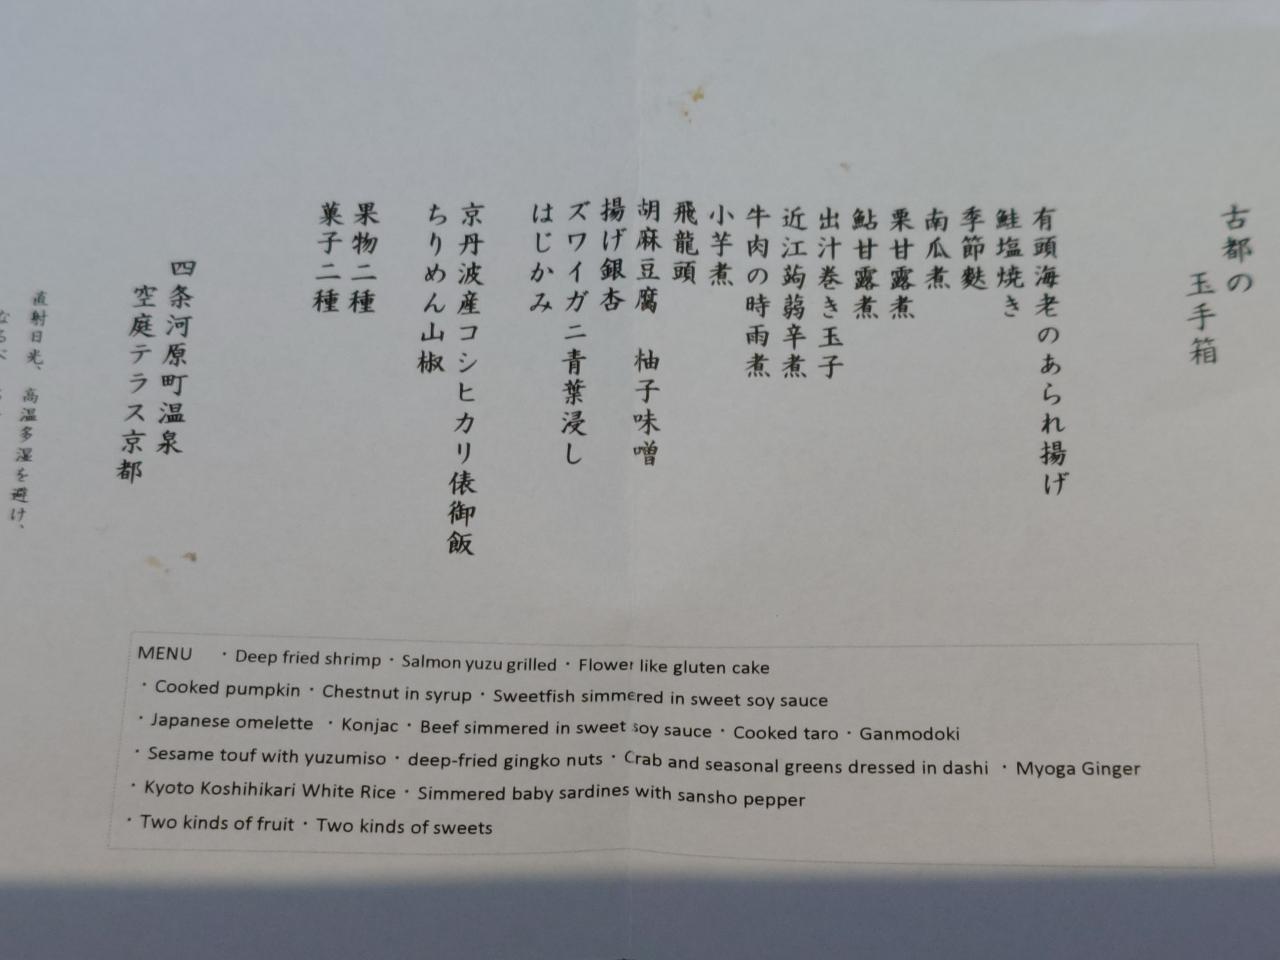 古都の
玉手箱
有頭海老のあられ揚げ
鮭塩焼き
季節麩
南瓜煮
栗甘露煮
鮎甘露煮
出汁巻き玉子
近江蒟蒻辛煮
牛肉の時雨煮
小芋煮
飛龍頭
胡麻豆腐　柚子味噌
揚げ銀杏
ズワイガニ青葉浸し
はじかみ
京丹波産コシヒカリ俵御飯
ちりめん山椒
果物二種
菓子二種
四条河原町温泉
空庭テラス京都
直射日光、高温多湿を避け、
MENU ・Deep fried shrimp・Salmon yuzu grilled・Flower like gluten cake
・Cooked pumpkin・Chestnut in syrup・Sweetfish simmered in sweet soy sauce
・Japanese omelette ・Konjac・Beef simmered in sweet soy sauce・Cooked taro・Ganmodoki
・Sesame touf with yuzumiso・deep-fried gingko nuts・Crab and seasonal greens dressed in dashi ・Myoga Ginger
・Kyoto Koshihikari White Rice・Simmered baby sardines with sansho pepper
・Two kinds of fruit・Two kinds of sweets